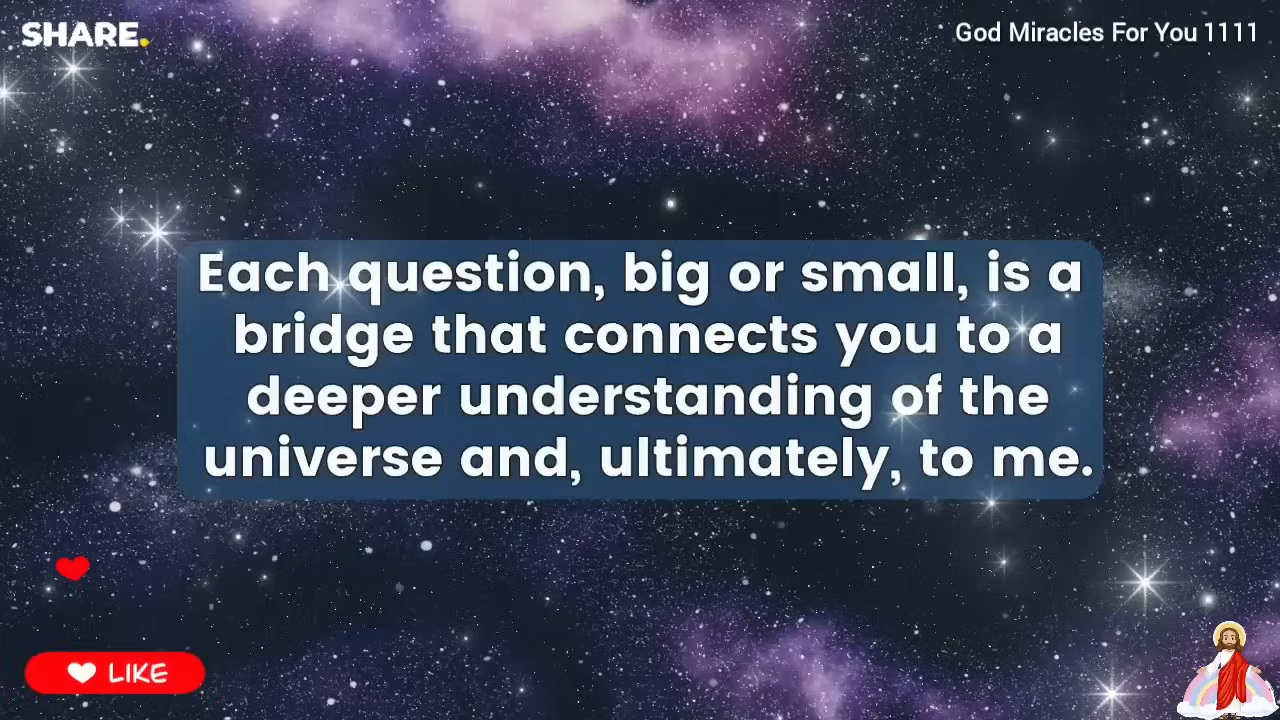 SHARE.
God Miracles For You 1111
Each question, big or small, is a
bridge that connects you to a
deeper understanding of the
universe and, ultimately, to me.
LIKE